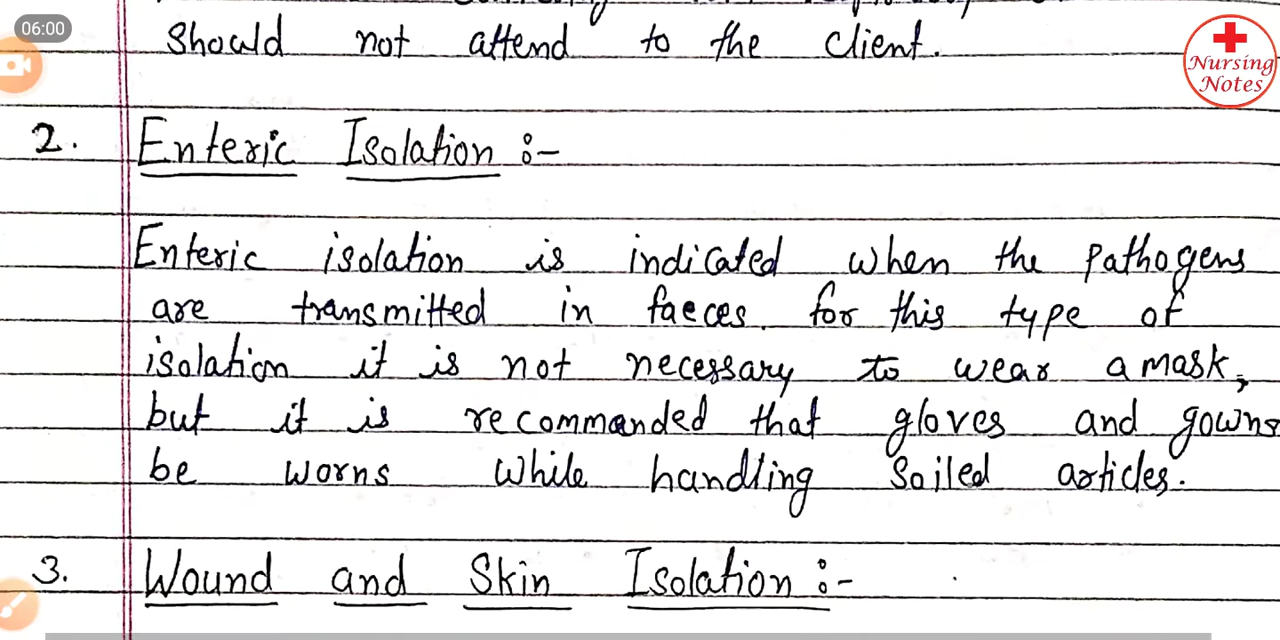 06:00
Should not attend to the client.
Nursing
Notes
2. Enteric Isolation :-
Enteric isolation is indicated when the pathogens
are transmitted in faeces. for this type of
isolation it is not necessary to wear a mask,
but it is recommanded that gloves and gowns
be worns while handling soiled articles.
3. Wound and Skin Isolation :-